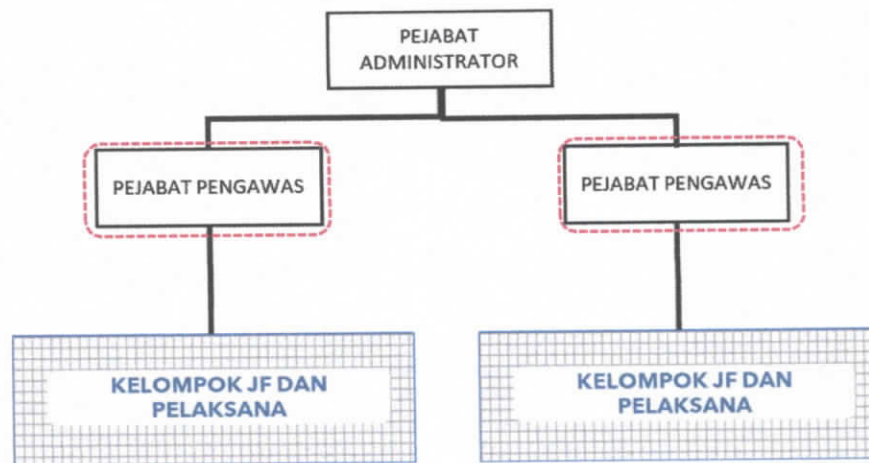 PEJABAT
ADMINISTRATOR
PEJABAT PENGAWAS
PEJABAT PENGAWAS
KELOMPOK JF DAN
PELAKSANA
KELOMPOK JF DAN
PELAKSANA